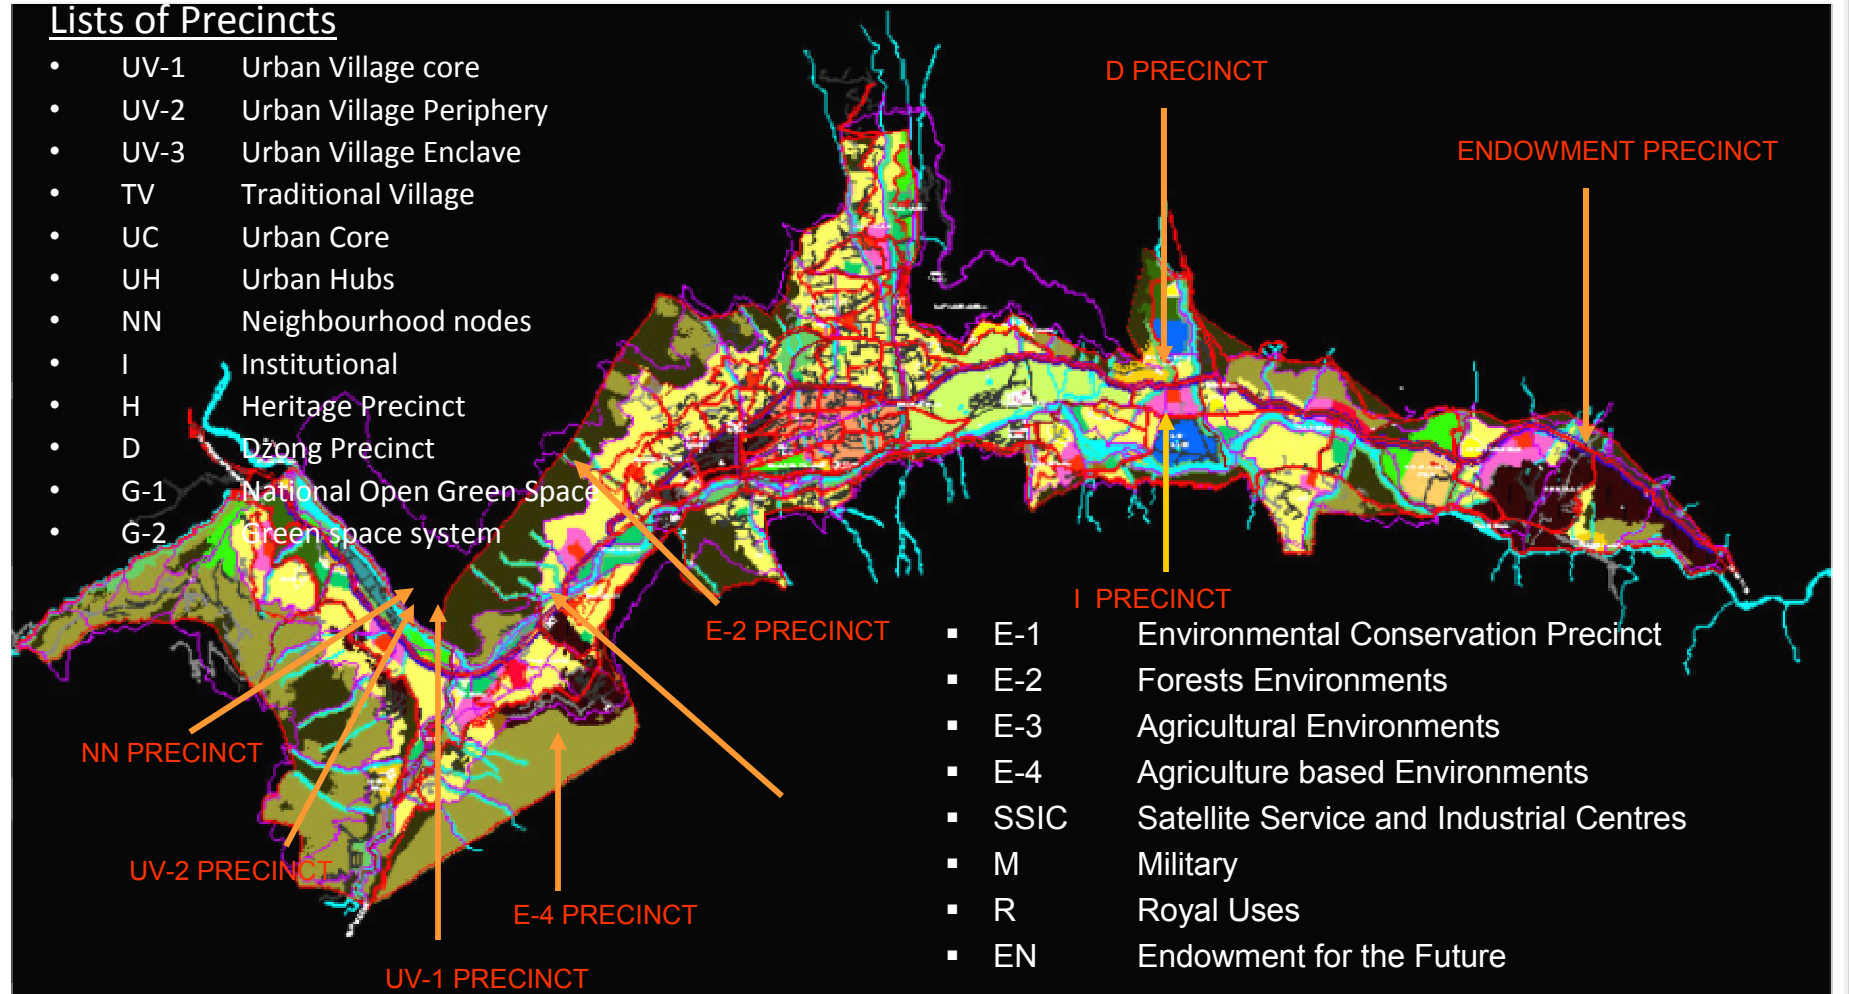 Lists of Precincts
• UV-1 Urban Village core
• UV-2 Urban Village Periphery
• UV-3 Urban Village Enclave
• TV Traditional Village
• UC Urban Core
• UH Urban Hubs
• NN Neighbourhood nodes
• I Institutional
• H Heritage Precinct
• D Dzong Precinct
• G-1 National Open Green Space
• G-2 Green space system
D PRECINCT
ENDOWMENT PRECINCT
I PRECINCT
E-2 PRECINCT
NN PRECINCT
UV-2 PRECINCT
E-4 PRECINCT
UV-1 PRECINCT
▪ E-1 Environmental Conservation Precinct
▪ E-2 Forests Environments
▪ E-3 Agricultural Environments
▪ E-4 Agriculture based Environments
▪ SSIC Satellite Service and Industrial Centres
▪ M Military
▪ R Royal Uses
▪ EN Endowment for the Future